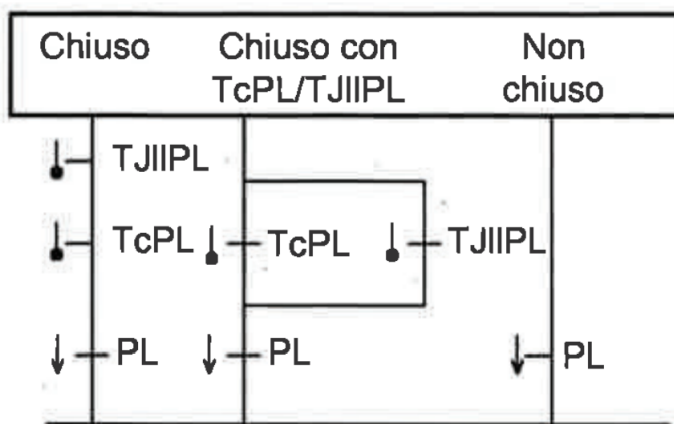 Chiuso
Chiuso con
TcPL/TJIIPL
Non
chiuso
TJIIPL
TcPL
TcPL
TJIIPL
PL
PL
PL